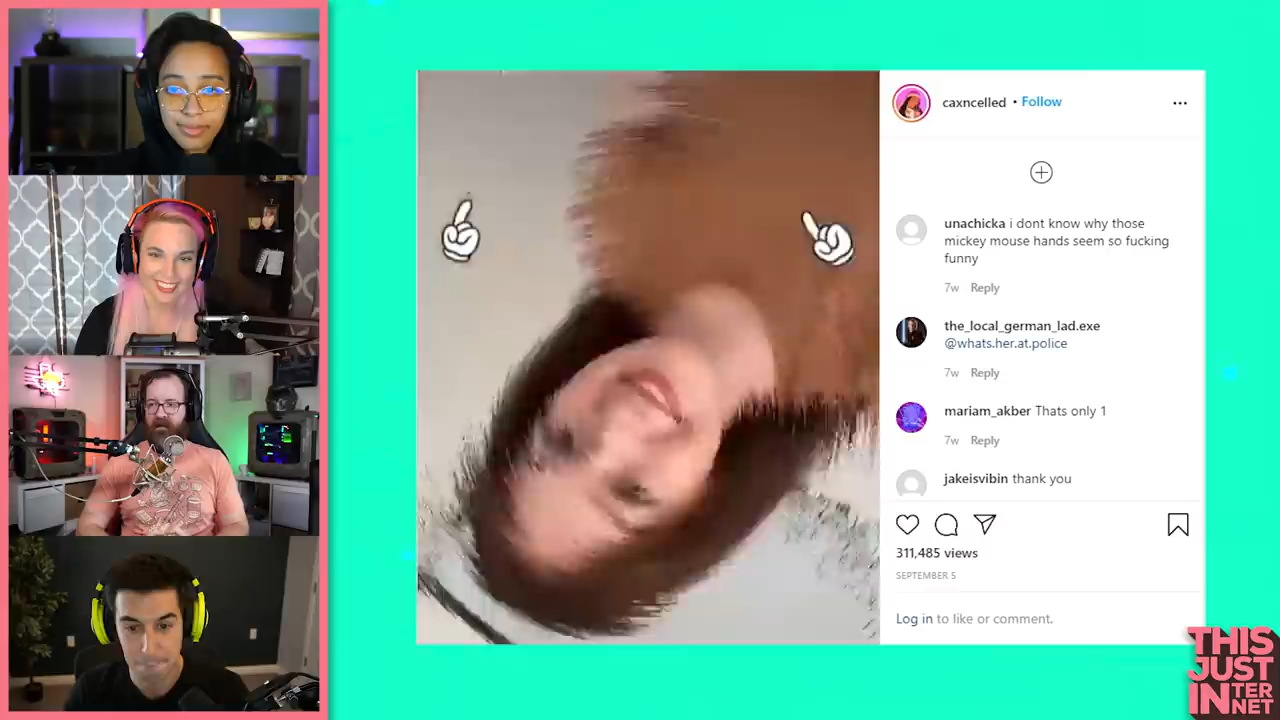 caxncelled • Follow
unachicka i dont know why those
mickey mouse hands seem so fucking
funny
7w Reply
the_local_german_lad.exe
@whats.her.at.police
7w Reply
mariam_akber Thats only 1
7w Reply
jakeisvibin thank you
311,485 views
SEPTEMBER 5
Log in to like or comment.
THIS
JUST
INTER
NET